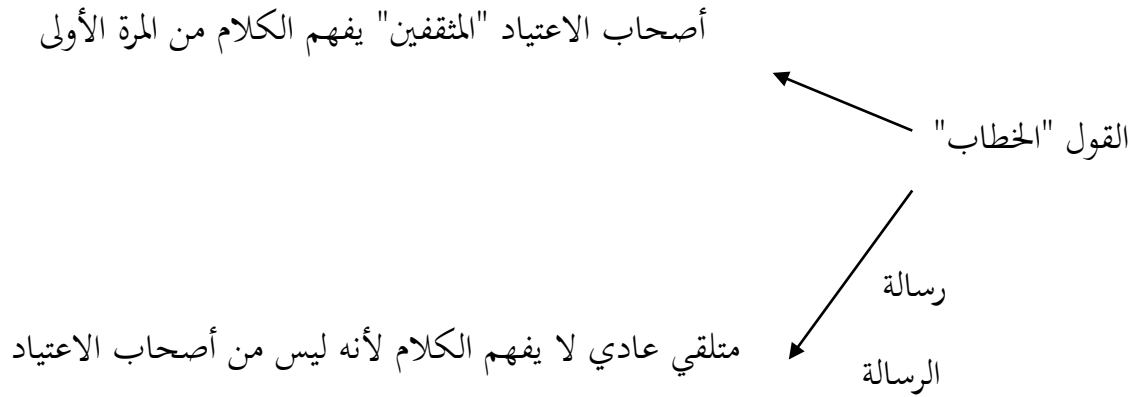 أصحاب الاعتياد "المثقفين" يفهم الكلام من المرة الأولى
القول "الخطاب"
رسالة
متلقي عادي لا يفهم الكلام لأنه ليس من أصحاب الاعتياد
الرسالة